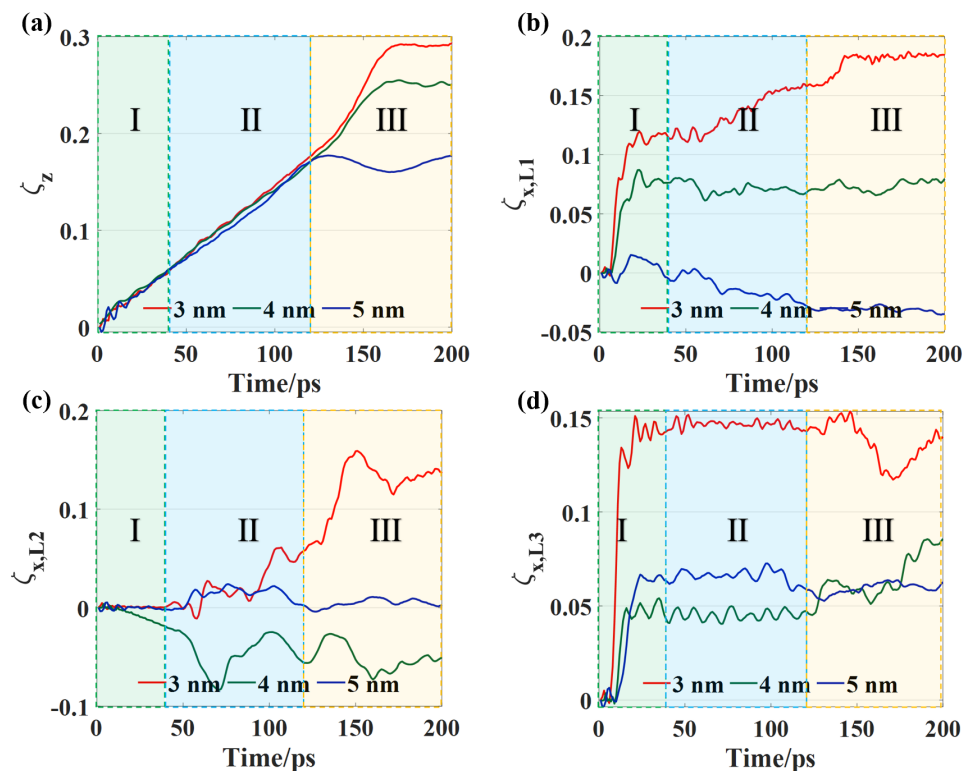 (a)
0.3
0.2
0.1
0
ζz
I
II
III
3 nm
4 nm
5 nm
0
50
100
150
200
Time/ps
(b)
0.2
0.15
0.1
0.05
0
-0.05
ζx,L1
I
II
III
3 nm
4 nm
5 nm
0
50
100
150
200
Time/ps
(c)
0.2
0.1
0
-0.1
ζx,L2
I
II
III
3 nm
4 nm
5 nm
0
50
100
150
200
Time/ps
(d)
0.15
0.1
0.05
0
ζx,L3
I
II
III
3 nm
4 nm
5 nm
0
50
100
150
200
Time/ps